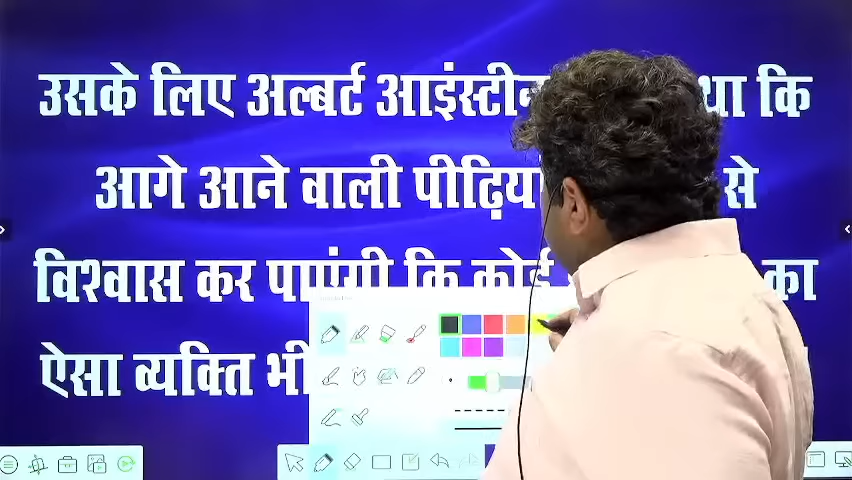 उसके लिए अल्बर्ट आइंस्टीन था कि
आगे आने वाली पीढ़ियां से
विश्वास कर पाएंगी कि कोई का
ऐसा व्यक्ति भी